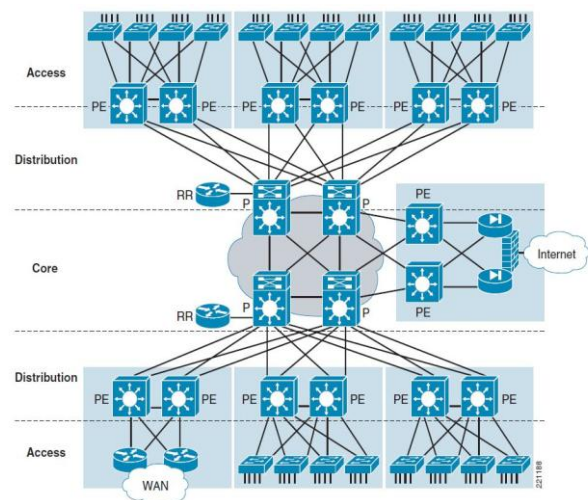 Access
PE
PE
PE
PE
PE
PE
Distribution
RR
P
P
PE
Core
Internet
RR
P
P
PE
Distribution
PE
PE
PE
PE
PE
PE
Access
WAN
221188